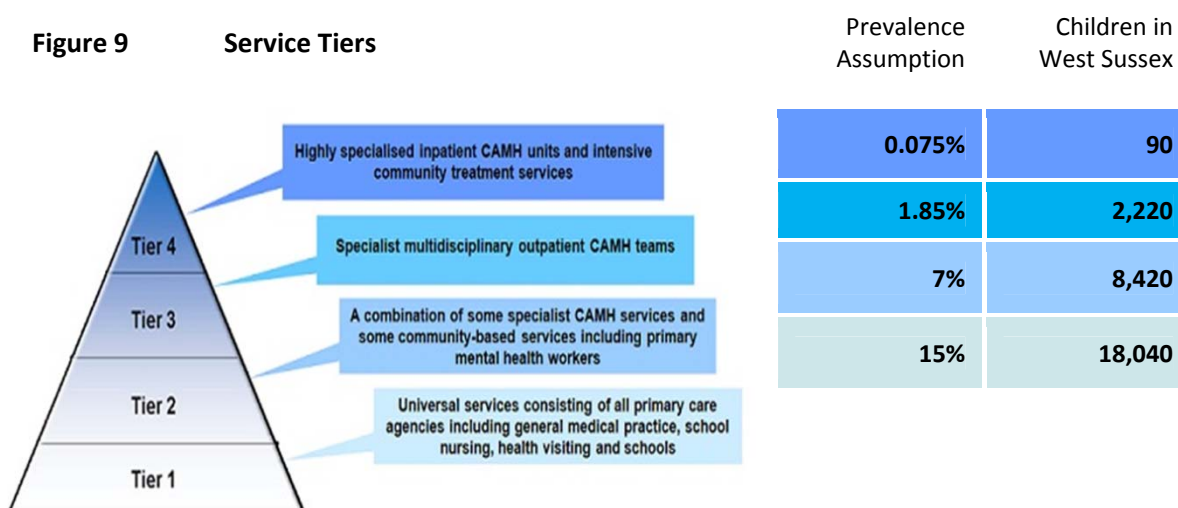 Figure 9 Service Tiers
Prevalence Assumption
Children in West Sussex
Highly specialised inpatient CAMH units and intensive
community treatment services
0.075% 90
Tier 4
Specialist multidisciplinary outpatient CAMH teams
1.85% 2,220
Tier 3
A combination of some specialist CAMH services and
some community-based services including primary
mental health workers
7% 8,420
Tier 2
Universal services consisting of all primary care
agencies including general medical practice, school
nursing, health visiting and schools
15% 18,040
Tier 1